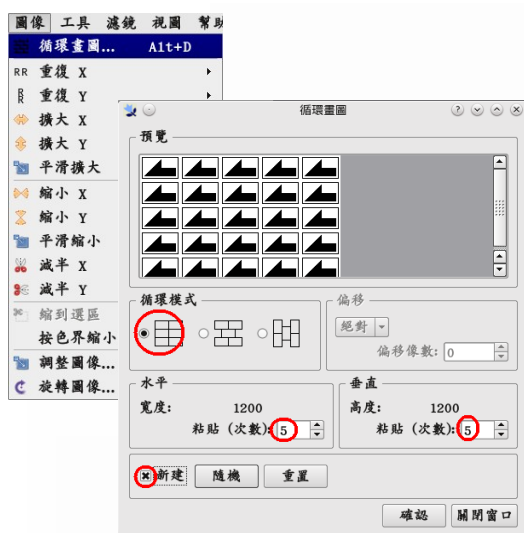 圖像 工具 濾鏡 視圖 幫助
循環畫圖... Alt+D
RR 重復 X
RR 重復 Y
擴大 X
擴大 Y
平滑擴大
縮小 X
縮小 Y
平滑縮小
減半 X
減半 Y
縮到選區
按色界縮小
調整圖像...
旋轉圖像...
循環畫圖
預覽
循環模式
偏移
絕對
偏移像數: 0
水平
寬度: 1200
粘貼 (次數): 5
垂直
高度: 1200
粘貼 (次數): 5
新建 隨機 重置
確認 關閉窗口